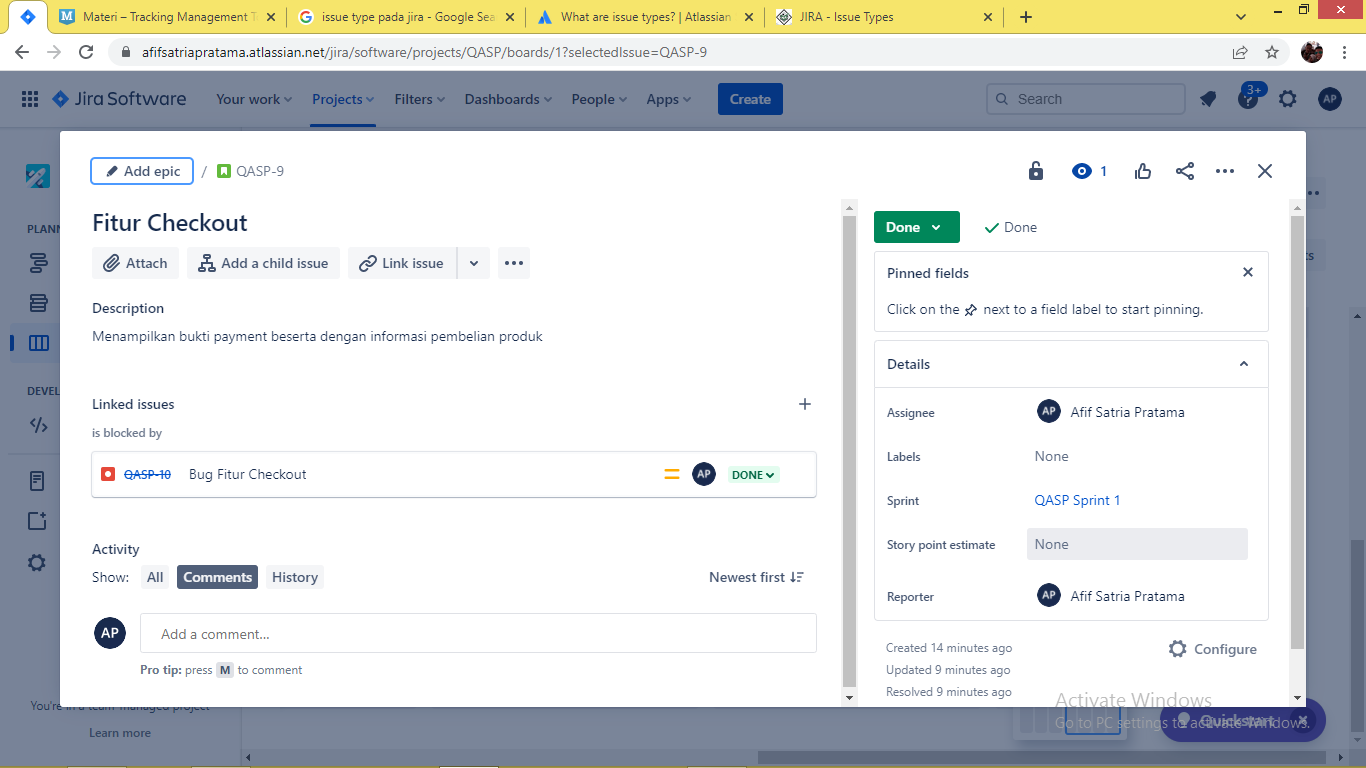 Materi – Tracking Management T
issue type pada jira - Google Sea
What are issue types? | Atlassian
JIRA - Issue Types
afifsatriapratama.atlassian.net/jira/software/projects/QASP/boards/1?selectedIssue=QASP-9
Jira Software
Your work
Projects
Filters
Dashboards
People
Apps
Create
Search
3+
AP
Add epic / QASP-9
1
Fitur Checkout
Attach
Add a child issue
Link issue
Description
Menampilkan bukti payment beserta dengan informasi pembelian produk
Linked issues
is blocked by
QASP-10 Bug Fitur Checkout AP DONE
Activity
Show: All Comments History Newest first
AP Add a comment...
Pro tip: press M to comment
Done Done
Pinned fields
Click on the next to a field label to start pinning.
Details
Assignee AP Afif Satria Pratama
Labels None
Sprint QASP Sprint 1
Story point estimate None
Reporter AP Afif Satria Pratama
Created 14 minutes ago
Configure
Updated 9 minutes ago
Resolved 9 minutes ago
PLANN
DEVEL
You're in a team-managed project
Learn more
Quickstart
Activate Windows
Go to PC settings to activate Windows.